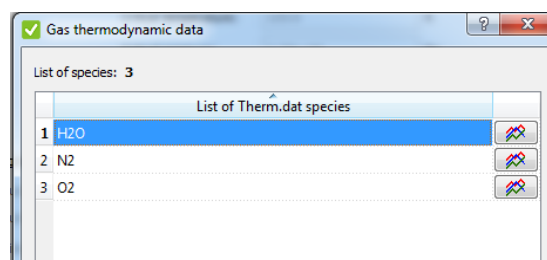 Gas thermodynamic data
List of species: 3
List of Therm.dat species
1 H2O
2 N2
3 O2